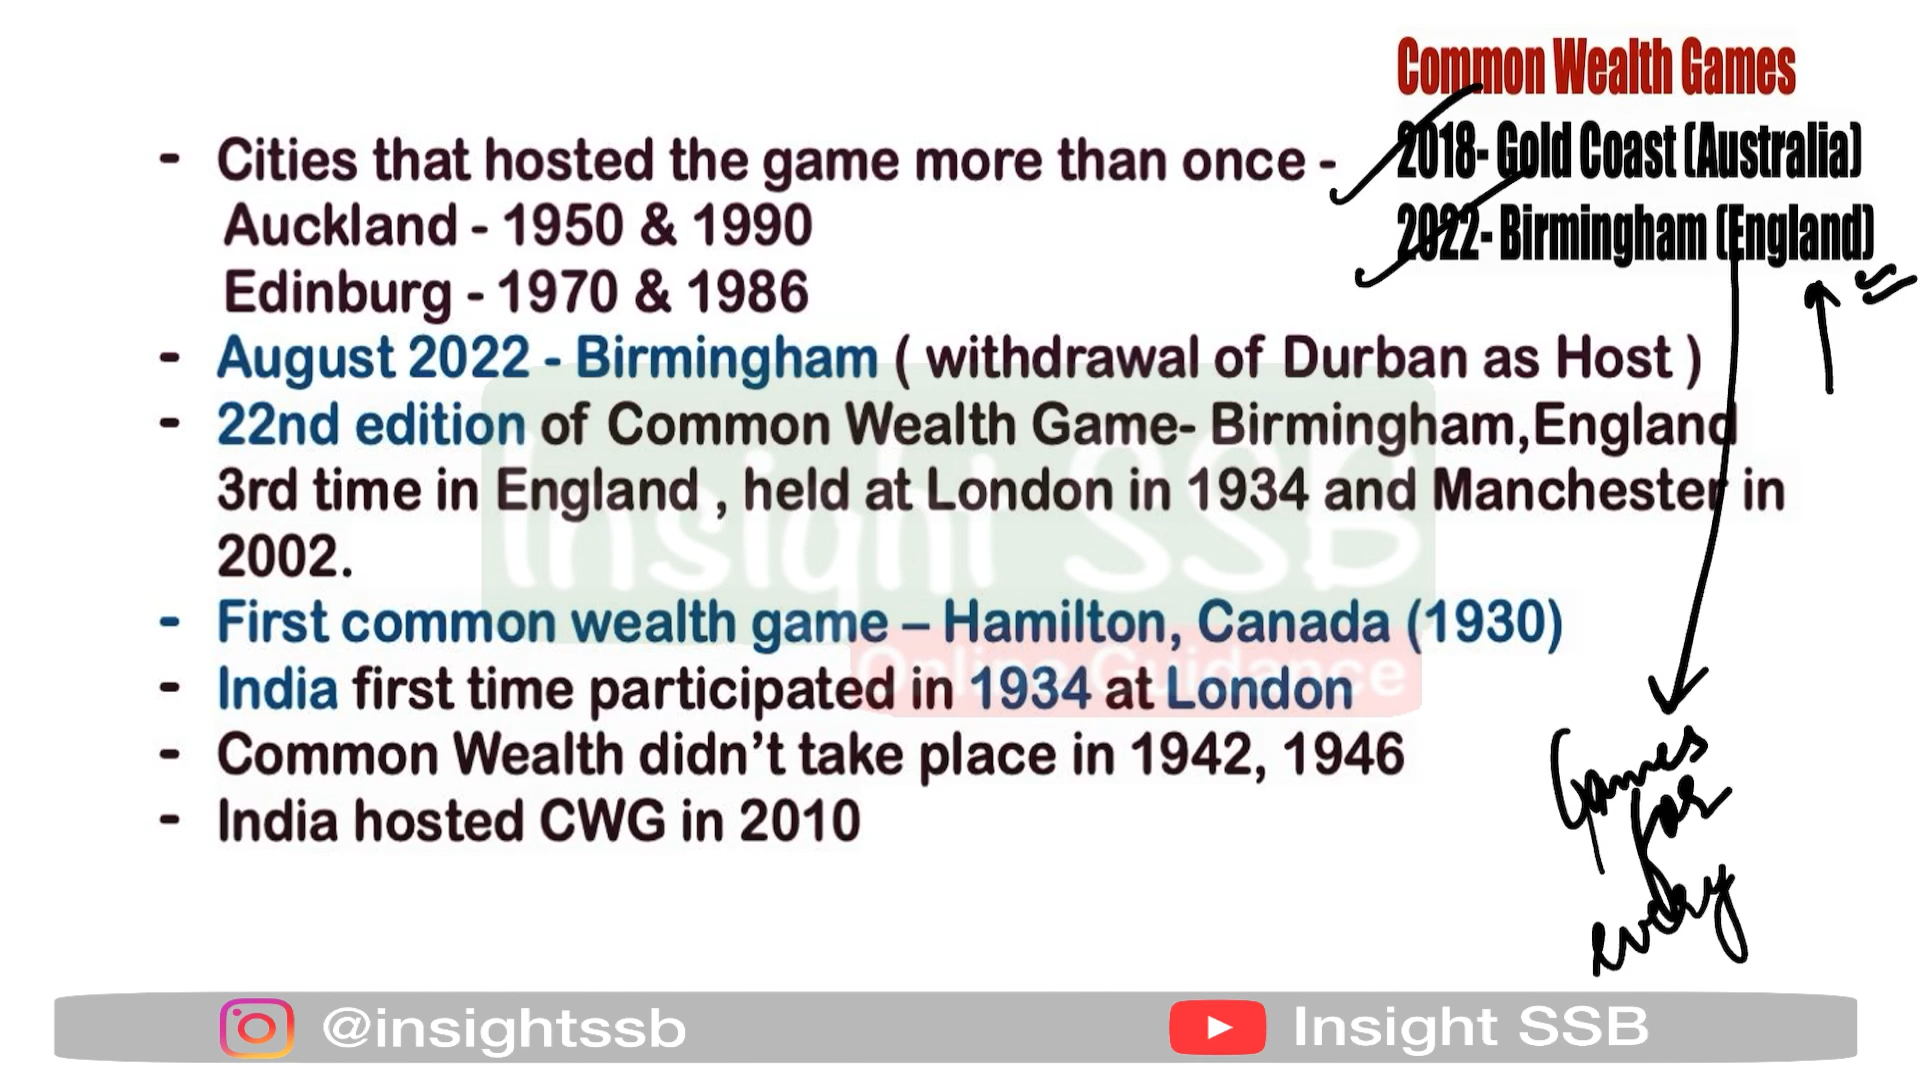 Common Wealth Games
2018- Gold Coast (Australia)
2022- Birmingham (England)
- Cities that hosted the game more than once -
Auckland - 1950 & 1990
Edinburg - 1970 & 1986
- August 2022 - Birmingham ( withdrawal of Durban as Host )
- 22nd edition of Common Wealth Game- Birmingham,England
3rd time in England , held at London in 1934 and Manchester in
2002.
- First common wealth game – Hamilton, Canada (1930)
- India first time participated in 1934 at London
- Common Wealth didn’t take place in 1942, 1946
- India hosted CWG in 2010
Games
for
Insight SSB
Online Guidance
@insightssb
Insight SSB